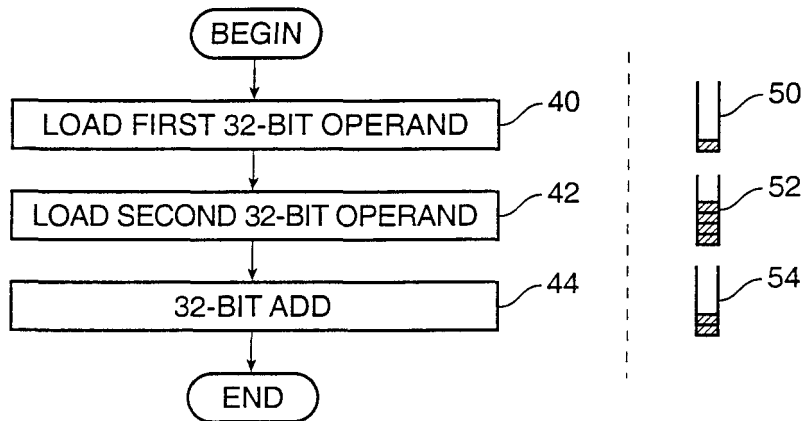 BEGIN
LOAD FIRST 32-BIT OPERAND
40
50
LOAD SECOND 32-BIT OPERAND
42
52
32-BIT ADD
44
54
END